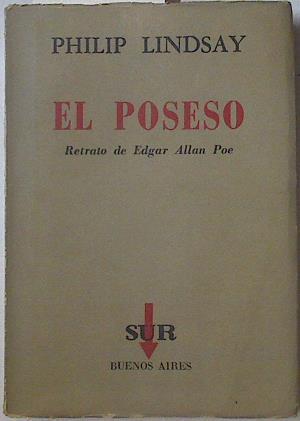 PHILIP LINDSAY
EL POSESO
Retrato de Edgar Allan Poe
SUR
BUENOS AIRES